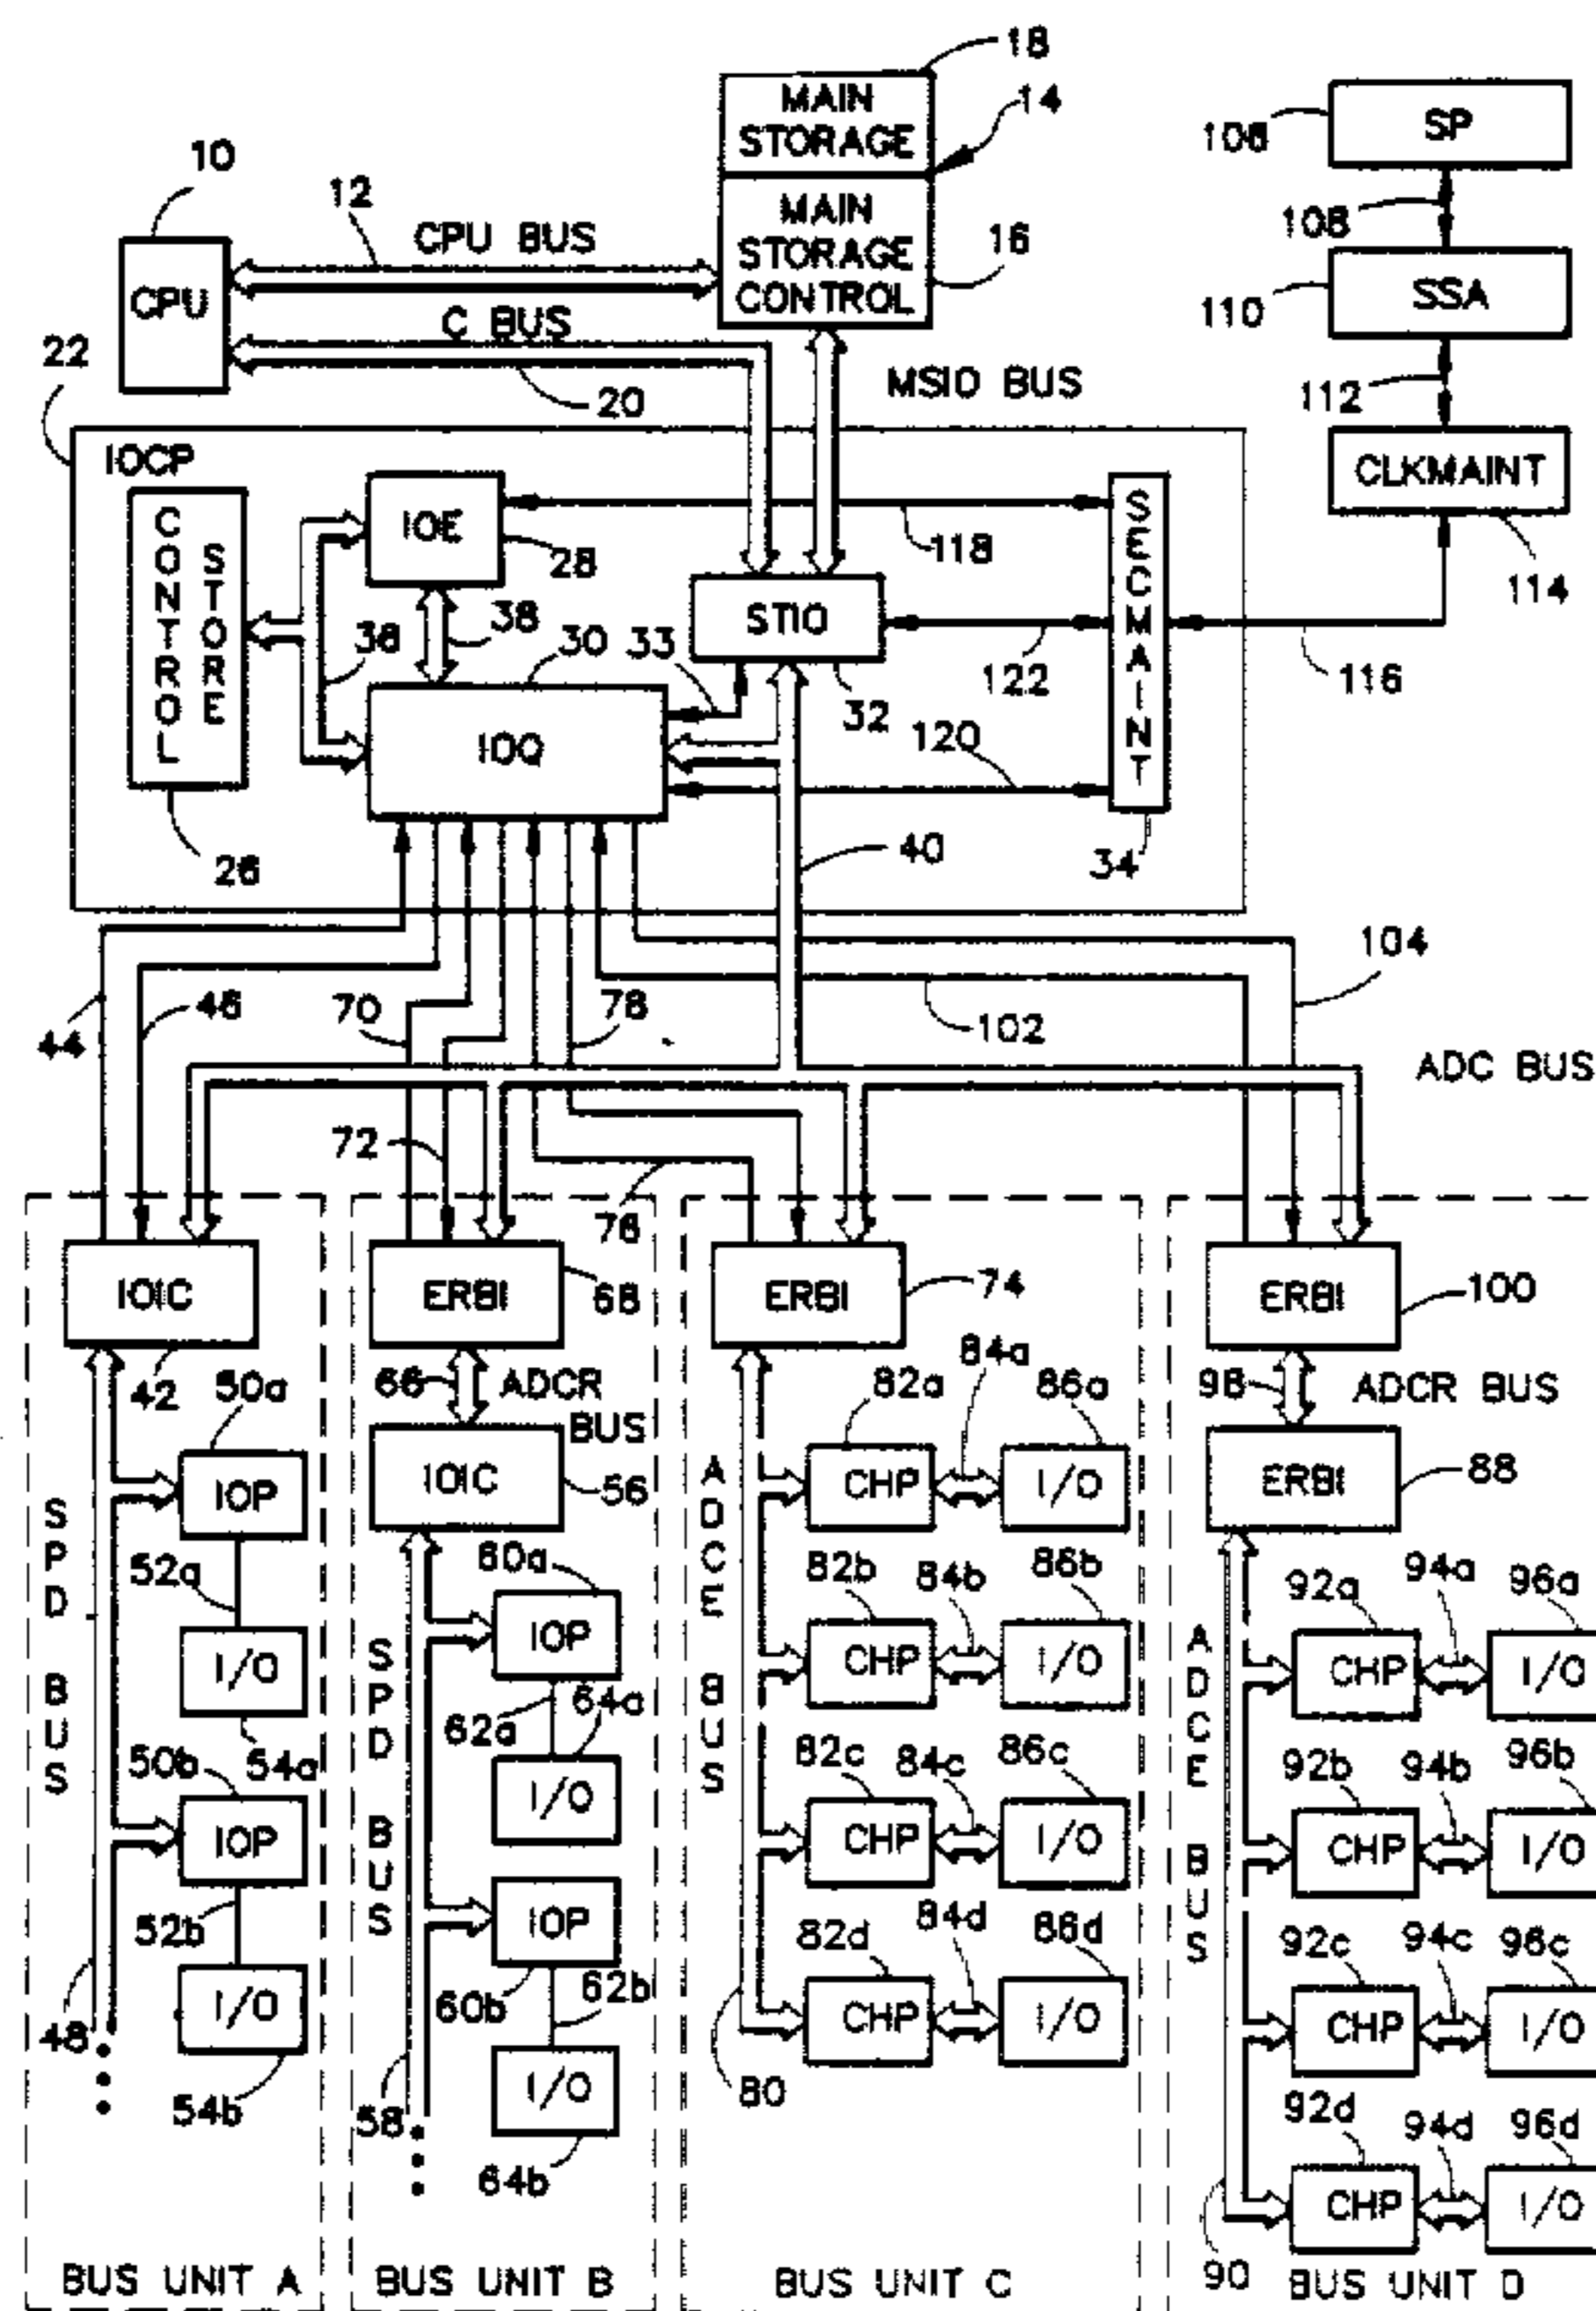 18
MAIN STORAGE
14
SP
106
10
12
CPU BUS
MAIN STORAGE CONTROL
16
108
CPU
C BUS
SSA
110
22
20
MSIO BUS
112
IOCP
CLKMAINT
CONTROL STORE
IOE
28
118
SECMAINT
114
36
38
30
33
STIO
122
116
32
IOQ
120
26
40
34
104
44
46
70
78
102
ADC BUS
72
76
IOIC
ERBI
68
ERBI
74
ERBI
100
42
50a
66
ADCR BUS
82a
84a
86a
98
ADCR BUS
IOP
IOIC
56
CHP
I/O
ERBI
88
SPD BUS
52a
60a
ADCE BUS
82b
84b
86b
92a
94a
96a
I/O
IOP
CHP
I/O
CHP
I/O
54a
SPD BUS
62a
64a
ADCE BUS
50b
I/O
82c
84c
86c
92b
94b
96b
IOP
CHP
I/O
CHP
I/O
52b
IOP
82d
84d
86d
92c
94c
96c
I/O
60b
62b
CHP
I/O
CHP
I/O
48
54b
58
I/O
80
92d
94d
96d
64b
CHP
I/O
BUS UNIT A
BUS UNIT B
BUS UNIT C
90
BUS UNIT D